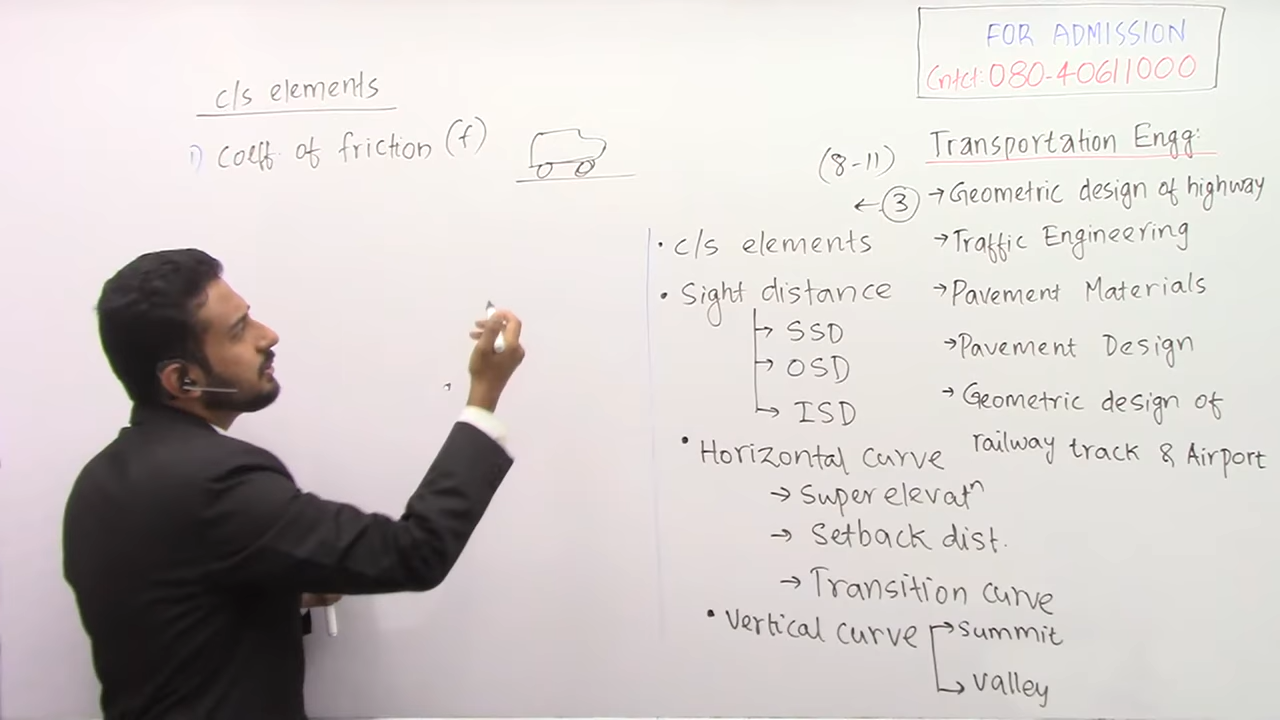 c/s elements
1) Coeff. of friction (f)
FOR ADMISSION
Cntct: 080-40611000
Transportation Engg:
(8-11)
← 3 → Geometric design of highway
→ Traffic Engineering
→ Pavement Materials
→ Pavement Design
→ Geometric design of
railway track & Airport
• c/s elements
• Sight distance
→ SSD
→ OSD
→ ISD
• Horizontal curve
→ Super elevatn
→ Setback dist.
→ Transition curve
• Vertical curve → summit
→ valley